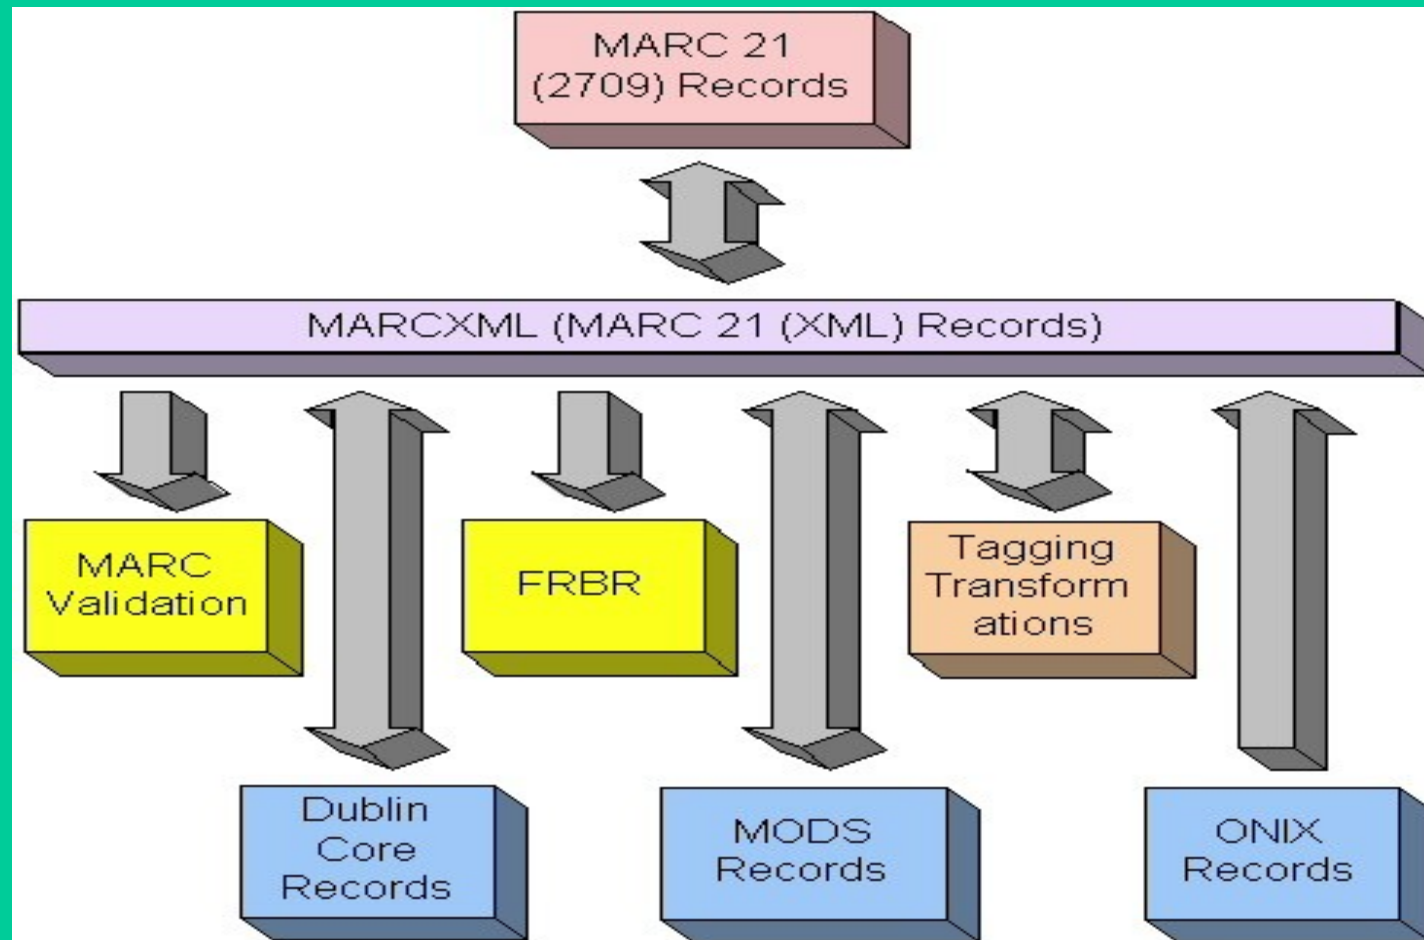 MARC 21
(2709) Records
MARCXML (MARC 21 (XML) Records)
MARC
Validation
FRBR
Tagging
Transform
ations
Dublin
Core
Records
MODS
Records
ONIX
Records